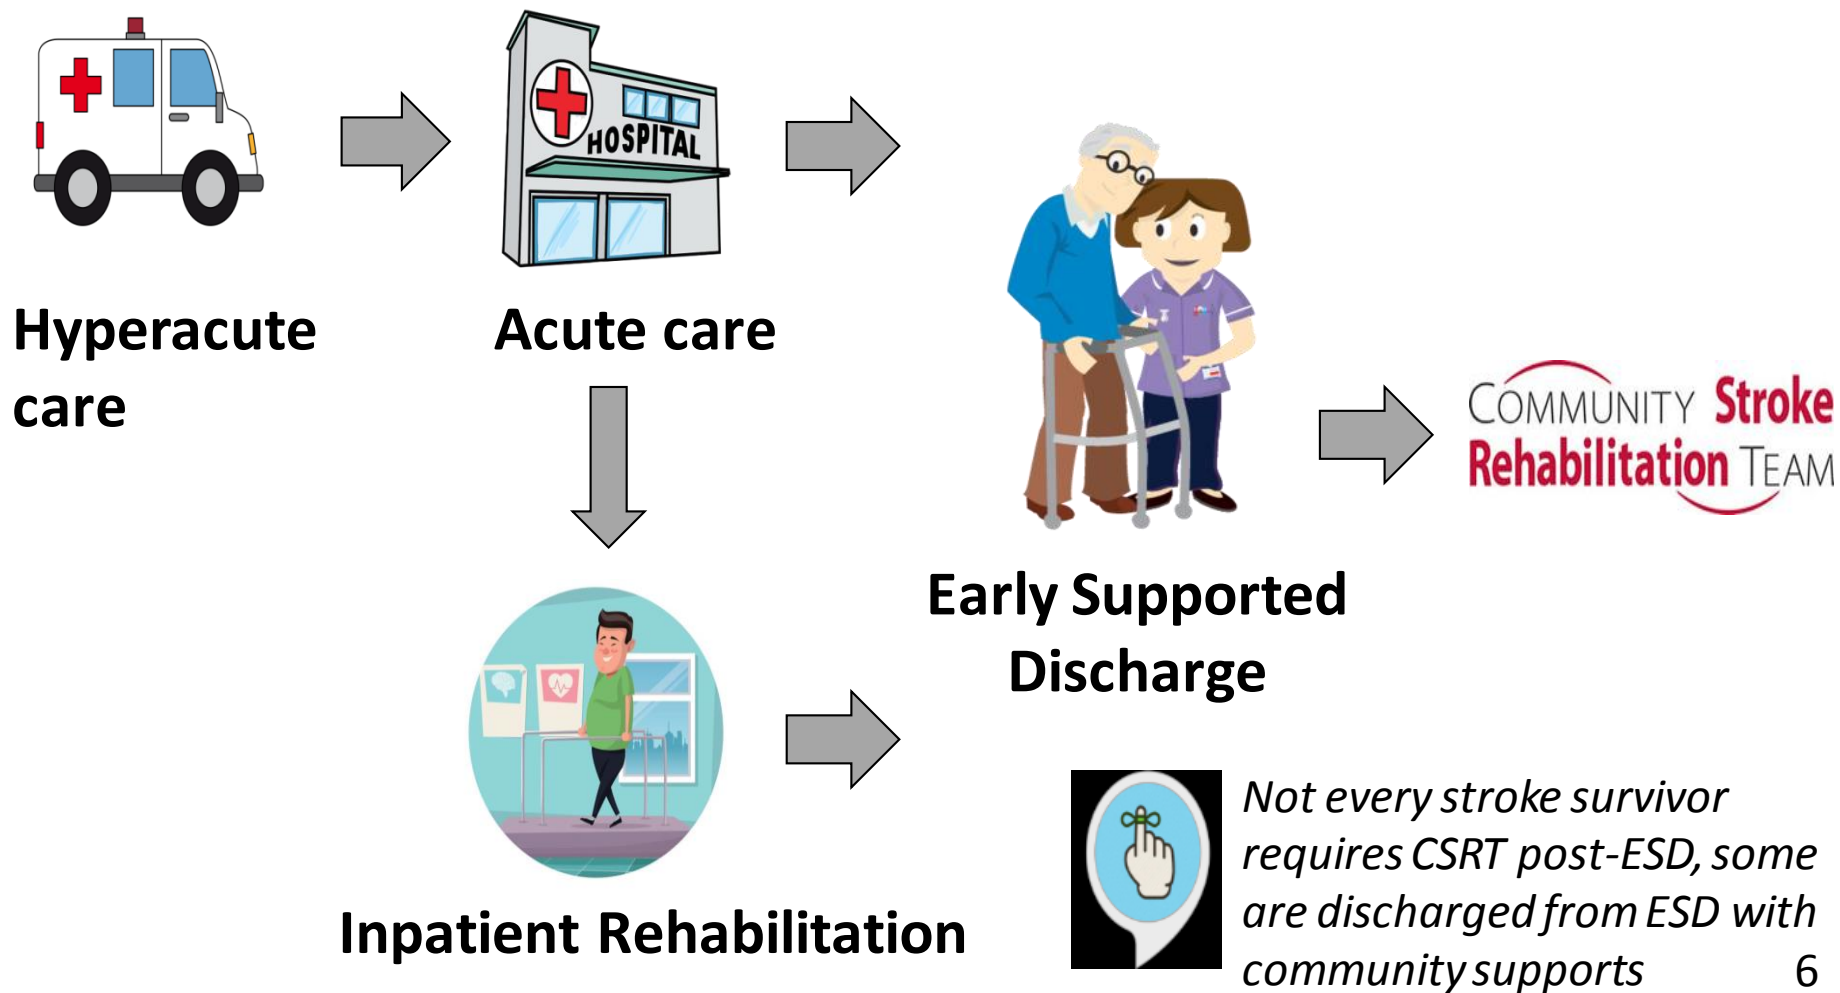 HOSPITAL
Hyperacute
care
Acute care
COMMUNITY Stroke
Rehabilitation TEAM
Early Supported
Discharge
Inpatient Rehabilitation
Not every stroke survivor
requires CSRT post-ESD, some
are discharged from ESD with
community supports
6